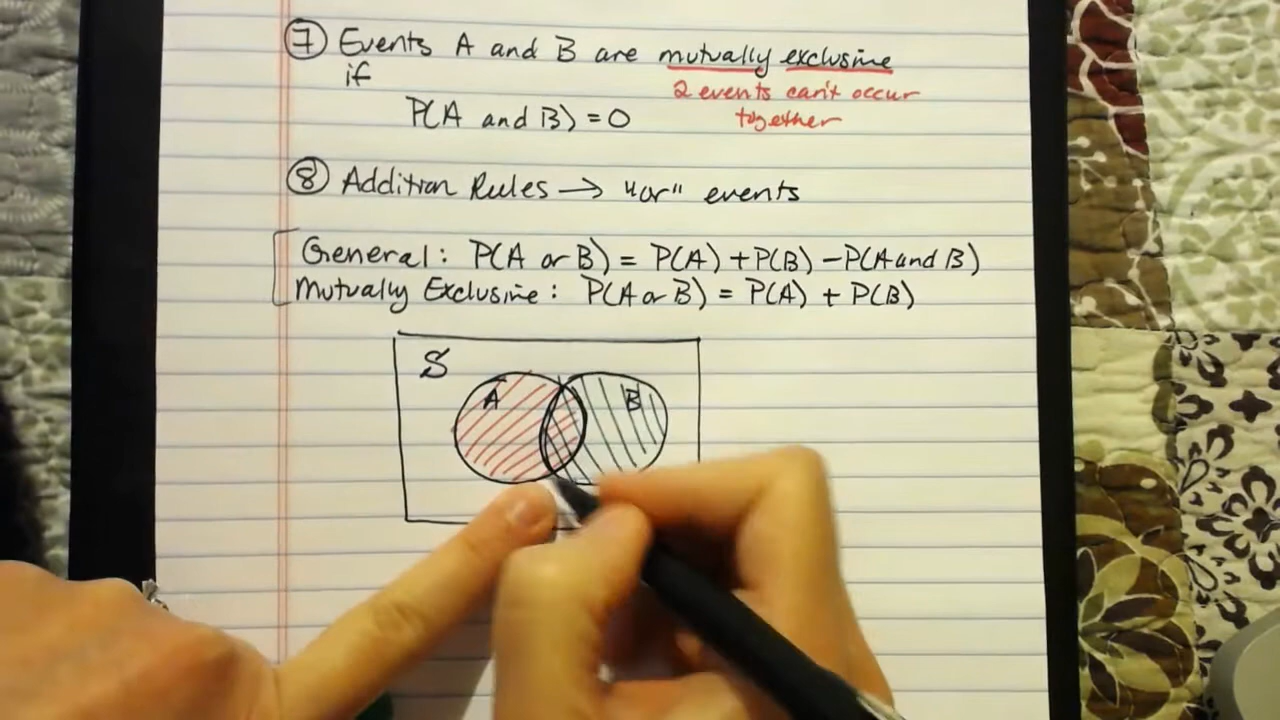 ⑦ Events A and B are mutually exclusive
if
2 events can't occur
P(A and B) = 0
together
⑧ Addition Rules → "or" events
General: P(A or B) = P(A) + P(B) - P(A and B)
Mutually Exclusive: P(A or B) = P(A) + P(B)
S
A
B